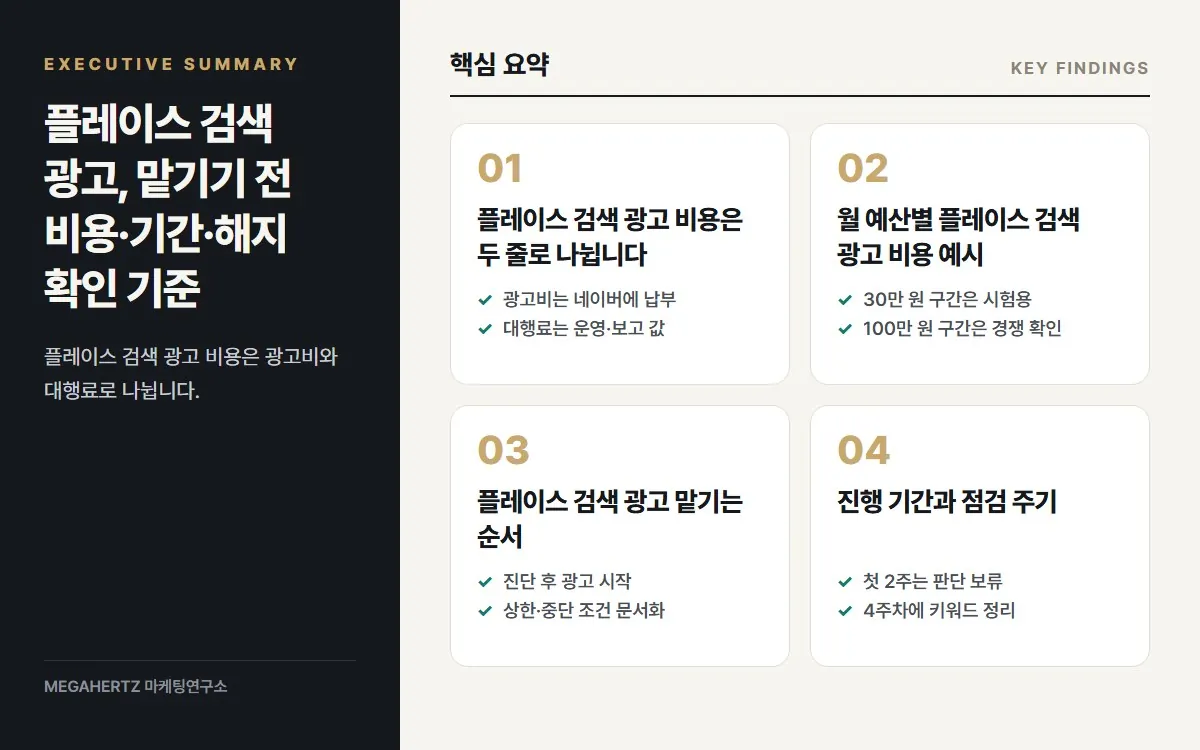 EXECUTIVE SUMMARY
플레이스 검색
광고, 맡기기 전
비용·기간·해지
확인 기준
플레이스 검색 광고 비용은 광고비와
대행료로 나뉩니다.
MEGAHERTZ 마케팅연구소
핵심 요약
KEY FINDINGS
01
플레이스 검색 광고 비용은
두 줄로 나뉩니다
광고비는 네이버에 납부
대행료는 운영·보고 값
02
월 예산별 플레이스 검색
광고 비용 예시
30만 원 구간은 시험용
100만 원 구간은 경쟁 확인
03
플레이스 검색 광고 맡기는
순서
진단 후 광고 시작
상한·중단 조건 문서화
04
진행 기간과 점검 주기
첫 2주는 판단 보류
4주차에 키워드 정리